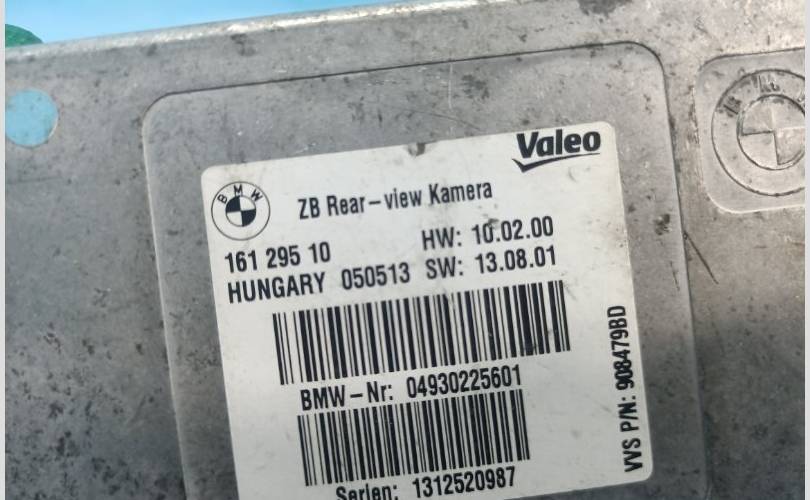 Valeo
BMW
ZB Rear-view Kamera
161 295 10 HW: 10.02.00
HUNGARY 050513 SW: 13.08.01
BMW-Nr: 04930225601
Serien: 1312520987
VVS P/N: 908479BD